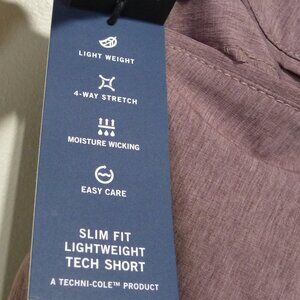 LIGHT WEIGHT
4-WAY STRETCH
MOISTURE WICKING
EASY CARE
SLIM FIT
LIGHTWEIGHT
TECH SHORT
A TECHNI-COLE™ PRODUCT